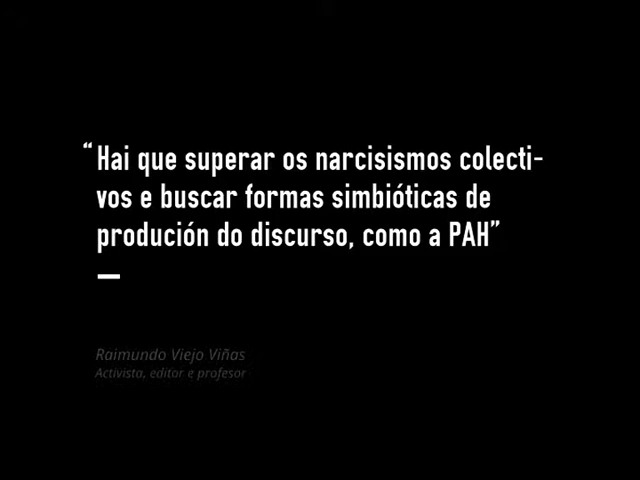 “Hai que superar os narcisismos colecti-
vos e buscar formas simbióticas de
produción do discurso, como a PAH”
Raimundo Viejo Viñas
Activista, editor e profesor